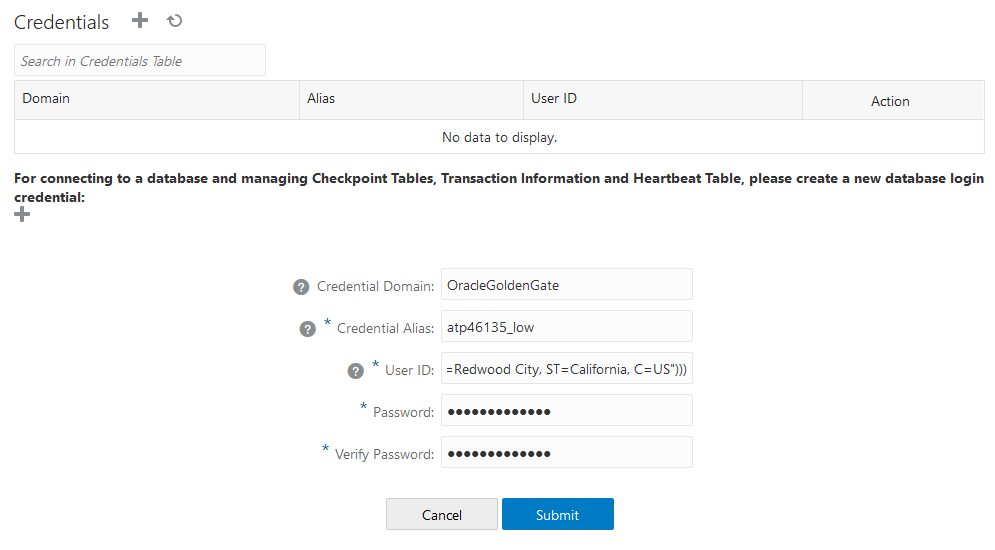 Credentials
Search in Credentials Table
Domain Alias User ID Action
No data to display.
For connecting to a database and managing Checkpoint Tables, Transaction Information and Heartbeat Table, please create a new database login
credential:
? Credential Domain: OracleGoldenGate
? * Credential Alias: atp46135_low
? * User ID: =Redwood City, ST=California, C=US")))
* Password: •••••••••••••
* Verify Password: •••••••••••••
Cancel Submit